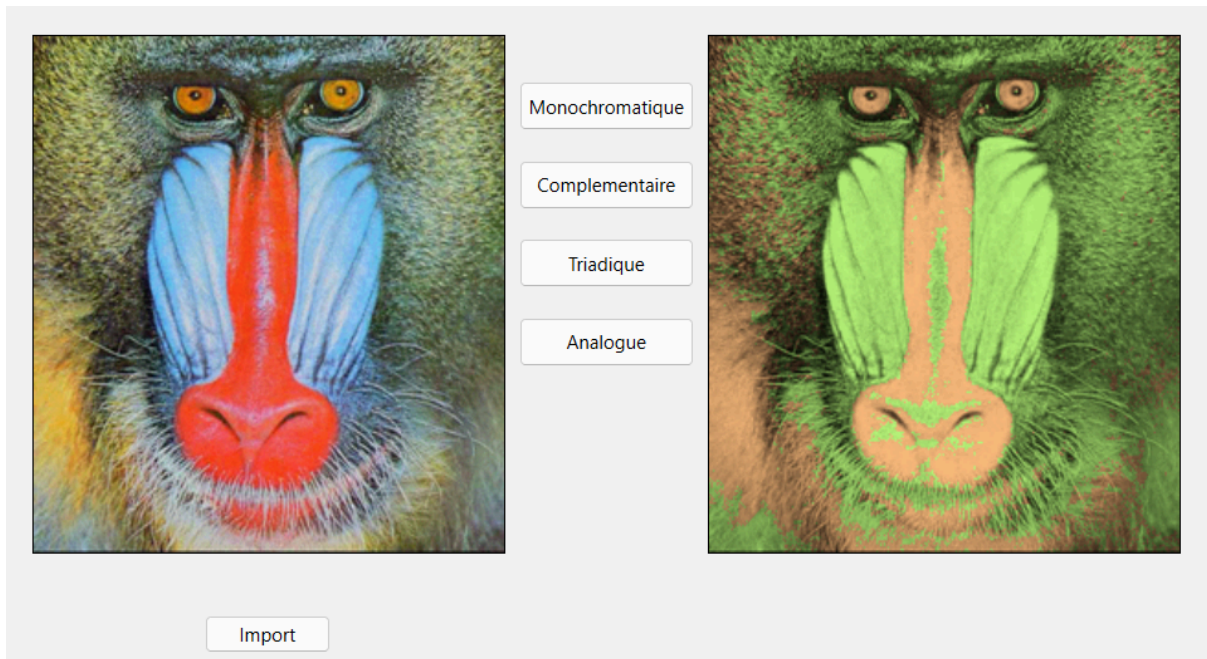 Monochromatique
Complementaire
Triadique
Analogue
Import